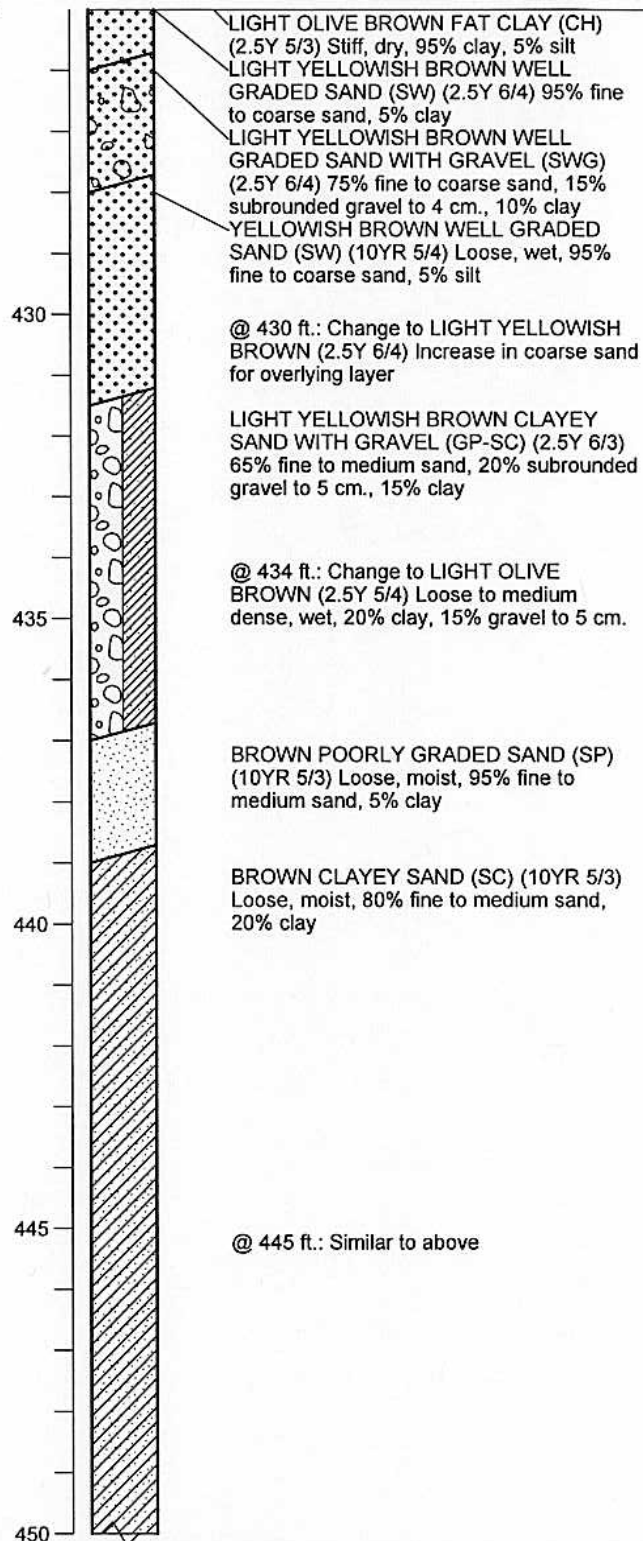 LIGHT OLIVE BROWN FAT CLAY (CH)
(2.5Y 5/3) Stiff, dry, 95% clay, 5% silt
LIGHT YELLOWISH BROWN WELL
GRADED SAND (SW) (2.5Y 6/4) 95% fine
to coarse sand, 5% clay
LIGHT YELLOWISH BROWN WELL
GRADED SAND WITH GRAVEL (SWG)
(2.5Y 6/4) 75% fine to coarse sand, 15%
subrounded gravel to 4 cm., 10% clay
YELLOWISH BROWN WELL GRADED
SAND (SW) (10YR 5/4) Loose, wet, 95%
fine to coarse sand, 5% silt
430
@ 430 ft.: Change to LIGHT YELLOWISH
BROWN (2.5Y 6/4) Increase in coarse sand
for overlying layer
LIGHT YELLOWISH BROWN CLAYEY
SAND WITH GRAVEL (GP-SC) (2.5Y 6/3)
65% fine to medium sand, 20% subrounded
gravel to 5 cm., 15% clay
@ 434 ft.: Change to LIGHT OLIVE
BROWN (2.5Y 5/4) Loose to medium
dense, wet, 20% clay, 15% gravel to 5 cm.
435
BROWN POORLY GRADED SAND (SP)
(10YR 5/3) Loose, moist, 95% fine to
medium sand, 5% clay
BROWN CLAYEY SAND (SC) (10YR 5/3)
Loose, moist, 80% fine to medium sand,
20% clay
440
445
@ 445 ft.: Similar to above
450